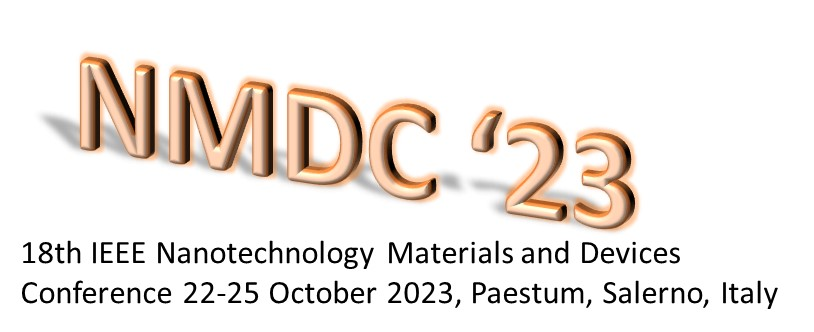 NMDC ‘23
18th IEEE Nanotechnology Materials and Devices
Conference 22-25 October 2023, Paestum, Salerno, Italy